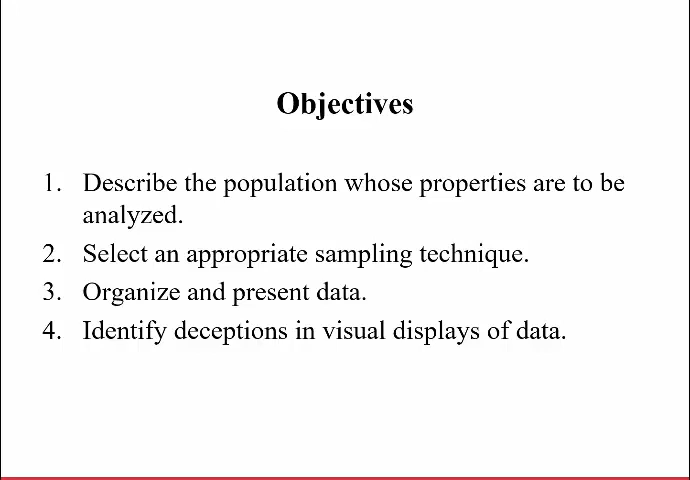 Objectives
1. Describe the population whose properties are to be
analyzed.
2. Select an appropriate sampling technique.
3. Organize and present data.
4. Identify deceptions in visual displays of data.